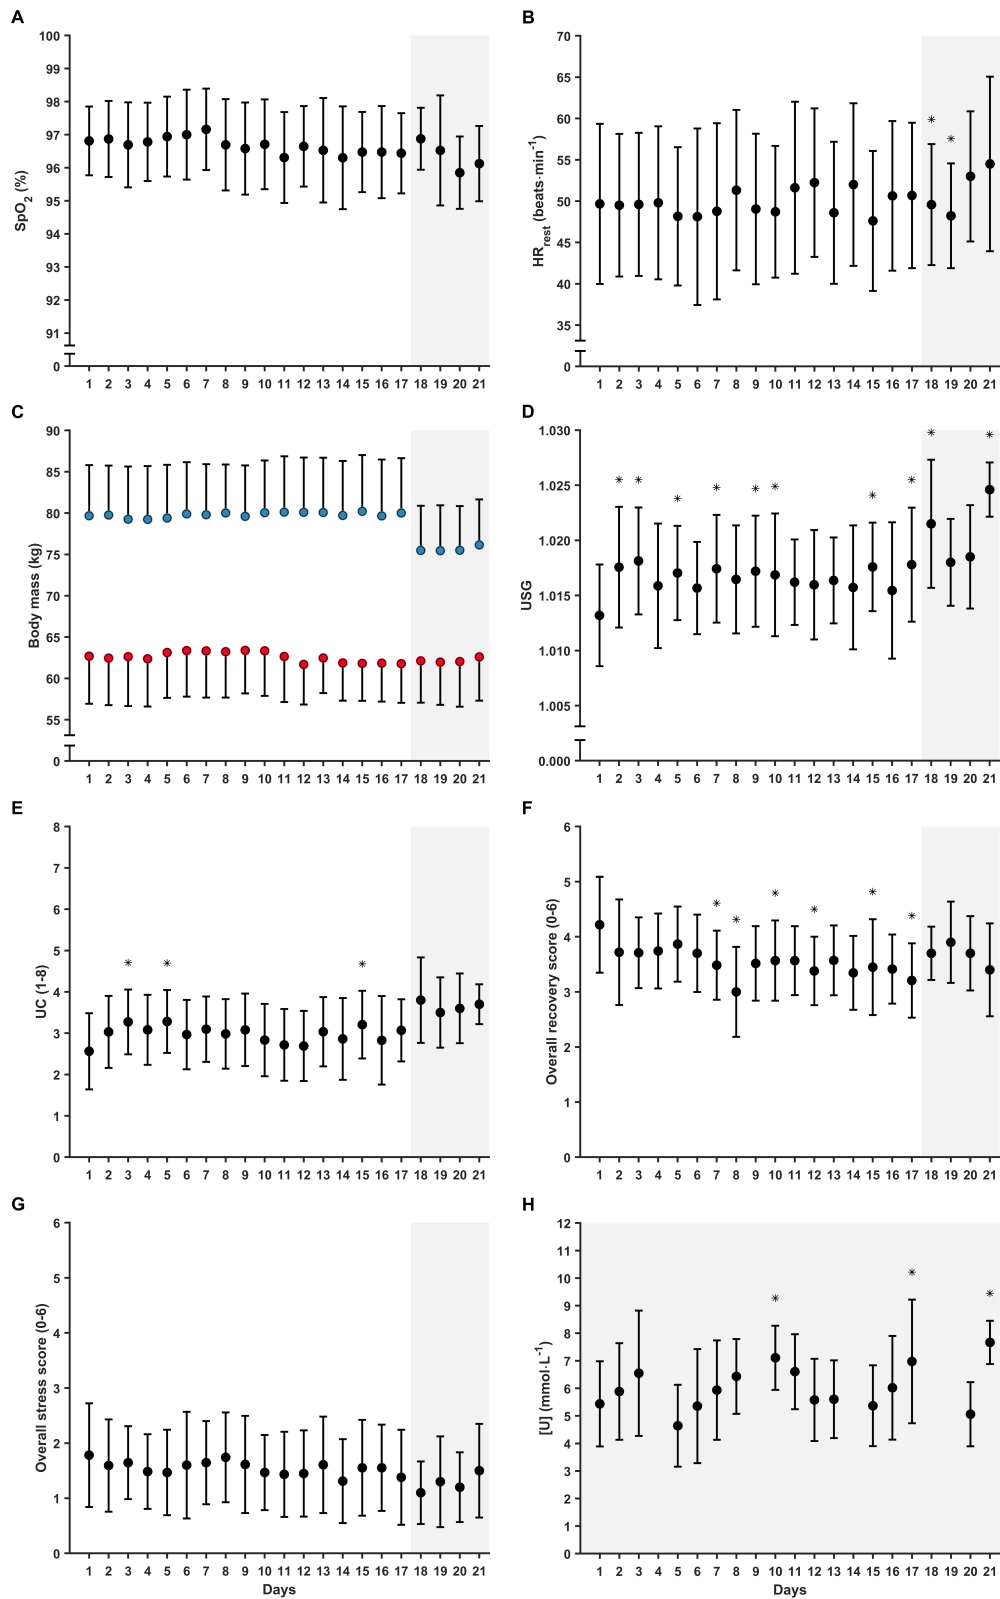 A
SpO2 (%)
100
99
98
97
96
95
94
93
92
91
0
1 2 3 4 5 6 7 8 9 10 11 12 13 14 15 16 17 18 19 20 21
B
HRrest (beats·min-1)
70
65
60
55
50
45
40
35
0
* *
1 2 3 4 5 6 7 8 9 10 11 12 13 14 15 16 17 18 19 20 21
C
Body mass (kg)
90
85
80
75
70
65
60
55
0
1 2 3 4 5 6 7 8 9 10 11 12 13 14 15 16 17 18 19 20 21
D
USG
1.030
1.025
1.020
1.015
1.010
1.005
0.000
* * * * * * * * * *
1 2 3 4 5 6 7 8 9 10 11 12 13 14 15 16 17 18 19 20 21
E
UC (1-8)
8
7
6
5
4
3
2
1
0
* * *
1 2 3 4 5 6 7 8 9 10 11 12 13 14 15 16 17 18 19 20 21
F
Overall recovery score (0-6)
6
5
4
3
2
1
0
* * * * * *
1 2 3 4 5 6 7 8 9 10 11 12 13 14 15 16 17 18 19 20 21
G
Overall stress score (0-6)
6
5
4
3
2
1
0
1 2 3 4 5 6 7 8 9 10 11 12 13 14 15 16 17 18 19 20 21
Days
H
[U] (mmol·L-1)
12
11
10
9
8
7
6
5
4
3
2
1
0
* * *
1 2 3 4 5 6 7 8 9 10 11 12 13 14 15 16 17 18 19 20 21
Days